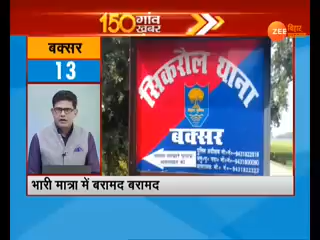 150 गांव
खबर
ZEE बिहार
बक्सर
13
सिकरौल थाना
बक्सर
भारी मात्रा में बरामद बरामद